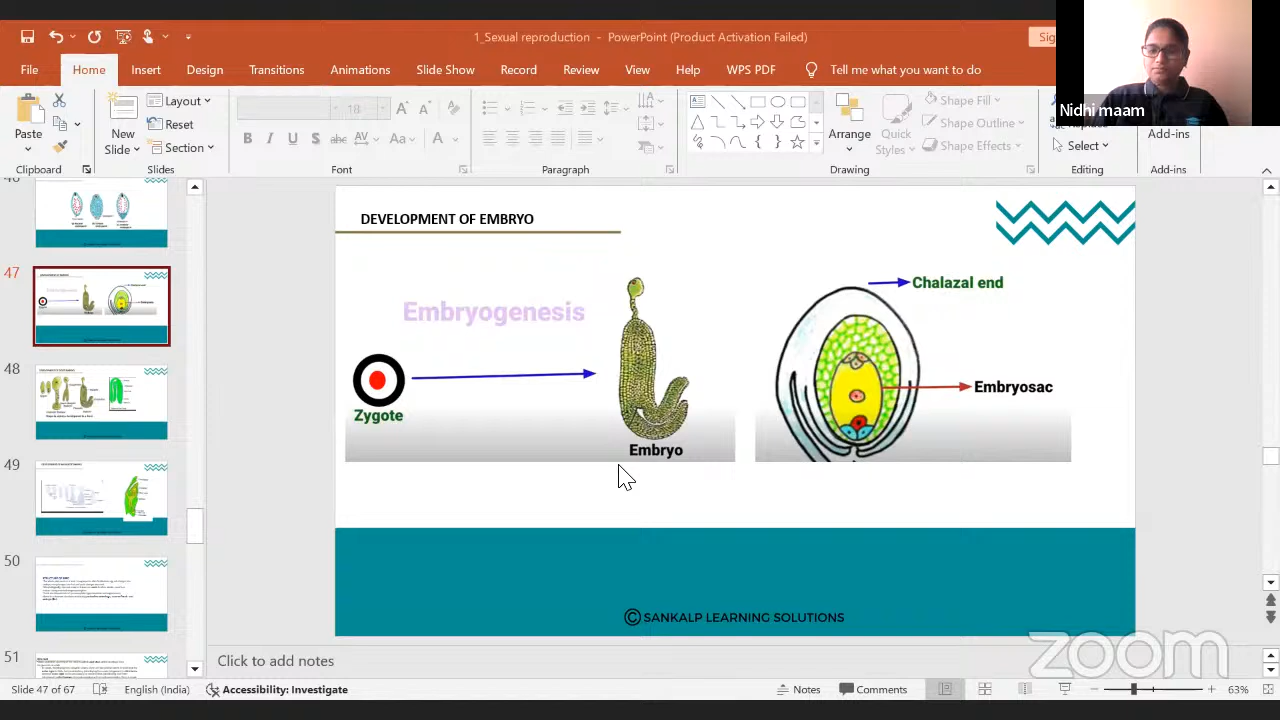 1_Sexual reproduction - PowerPoint (Product Activation Failed)
File Home Insert Design Transitions Animations Slide Show Record Review View Help WPS PDF Tell me what you want to do
Nidhi maam
Paste
New
Slide
Layout
Reset
Section
18
B I U S abc AV Aa A
Arrange
Quick
Styles
Shape Fill
Shape Outline
Shape Effects
Select
Add-ins
Clipboard Slides Font Paragraph Drawing Editing Add-ins
47
48
49
50
51
DEVELOPMENT OF EMBRYO
Embryogenesis
Zygote
Embryo
Chalazal end
Embryosac
© SANKALP LEARNING SOLUTIONS
zoom
Click to add notes
Slide 47 of 67 English (India) Accessibility: Investigate Notes Comments 63%